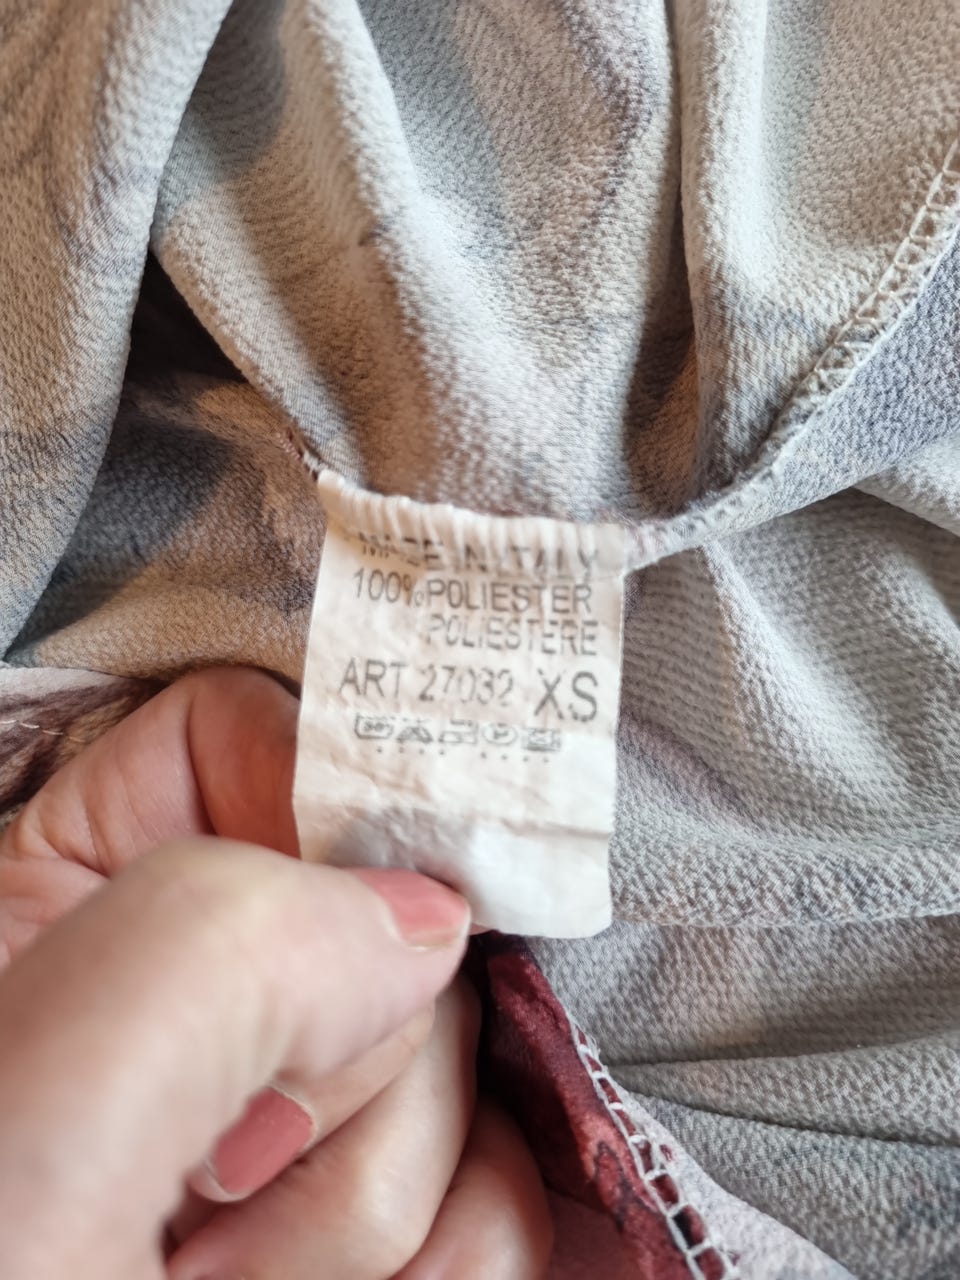 MADE IN ITALY
100% POLIESTER
POLIESTERE
ART 27032 XS